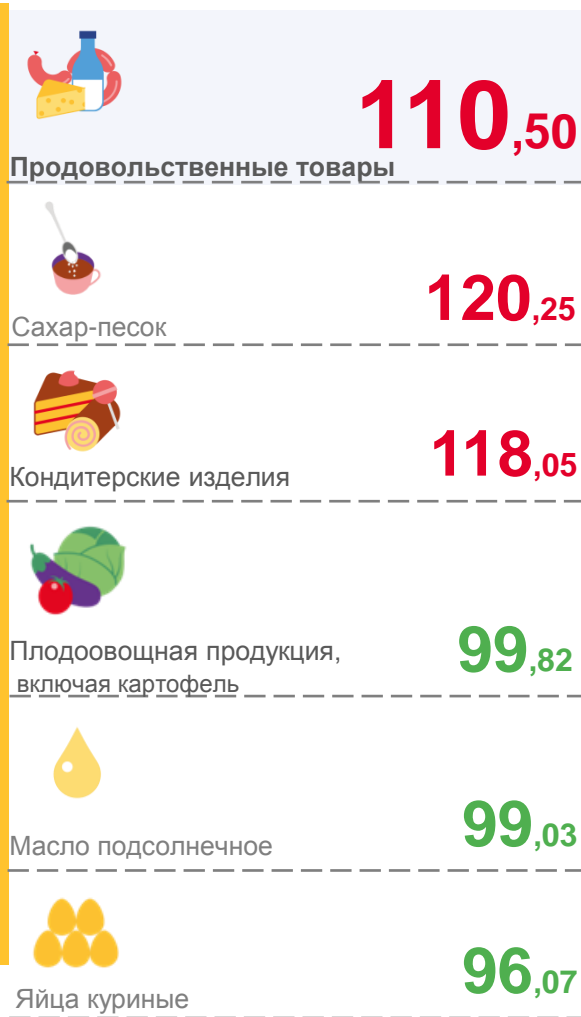 110,50
Продовольственные товары
120,25
Сахар-песок
118,05
Кондитерские изделия
99,82
Плодоовощная продукция,
включая картофель
99,03
Масло подсолнечное
96,07
Яйца куриные